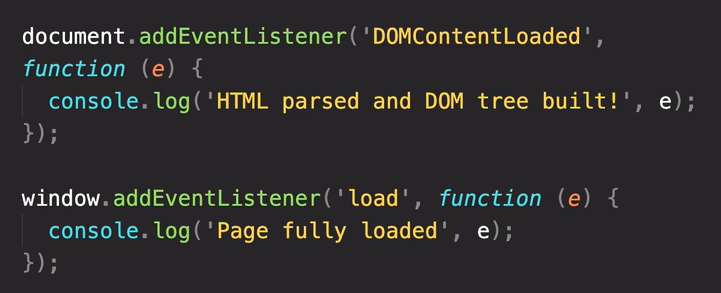 document.addEventListener('DOMContentLoaded',
function (e) {
  console.log('HTML parsed and DOM tree built!', e);
});

window.addEventListener('load', function (e) {
  console.log('Page fully loaded', e);
});